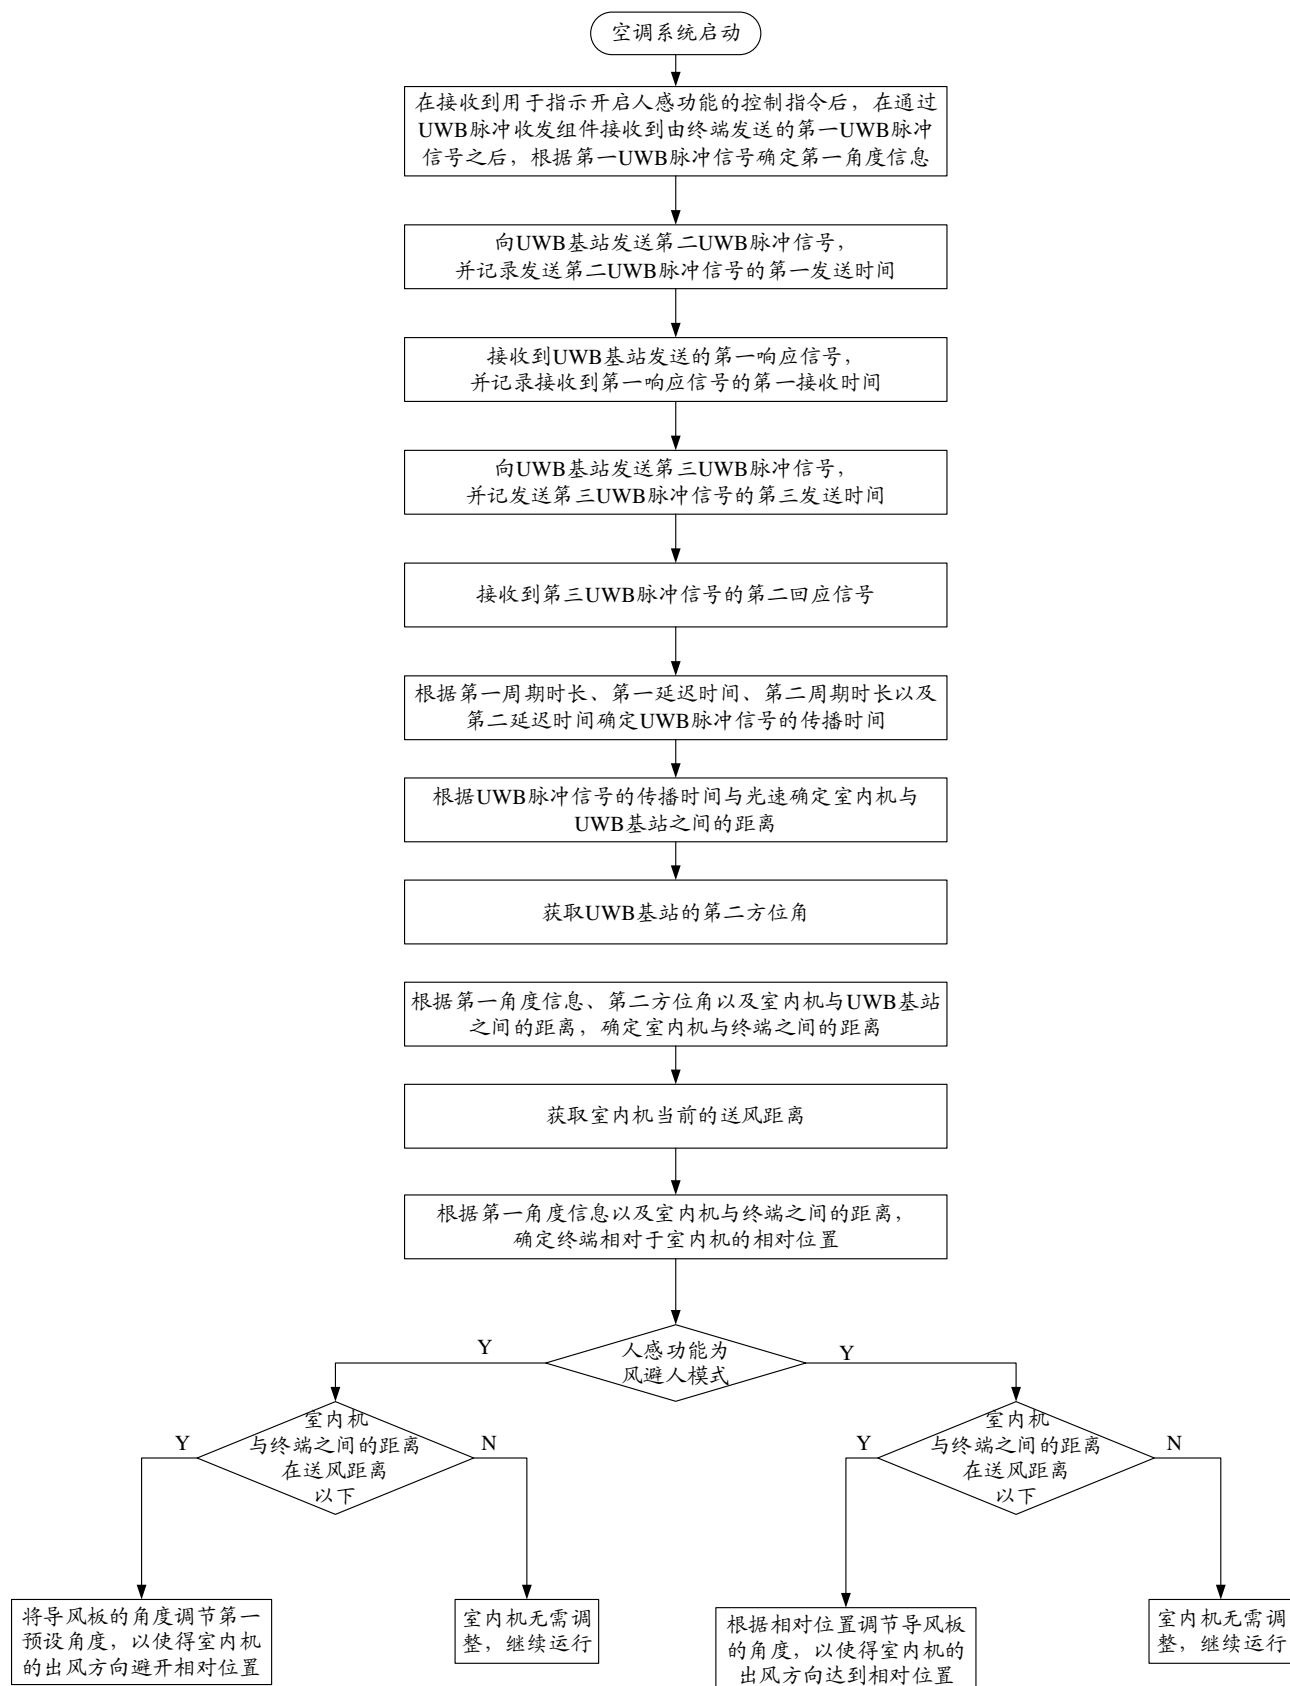 空调系统启动
在接收到用于指示开启人感功能的控制指令后，在通过
UWB脉冲收发组件接收到由终端发送的第一UWB脉冲
信号之后，根据第一UWB脉冲信号确定第一角度信息
向UWB基站发送第二UWB脉冲信号，
并记录发送第二UWB脉冲信号的第一发送时间
接收到UWB基站发送的第一响应信号，
并记录接收到第一响应信号的第一接收时间
向UWB基站发送第三UWB脉冲信号，
并记发送第三UWB脉冲信号的第三发送时间
接收到第三UWB脉冲信号的第二回应信号
根据第一周期时长、第一延迟时间、第二周期时长以及
第二延迟时间确定UWB脉冲信号的传播时间
根据UWB脉冲信号的传播时间与光速确定室内机与
UWB基站之间的距离
获取UWB基站的第二方位角
根据第一角度信息、第二方位角以及室内机与UWB基站
之间的距离，确定室内机与终端之间的距离
获取室内机当前的送风距离
根据第一角度信息以及室内机与终端之间的距离，
确定终端相对于室内机的相对位置
人感功能为
风避人模式
Y
Y
室内机
与终端之间的距离
在送风距离
以下
Y
N
室内机
与终端之间的距离
在送风距离
以下
Y
N
将导风板的角度调节第一
预设角度，以使得室内机
的出风方向避开相对位置
室内机无需调
整，继续运行
根据相对位置调节导风板
的角度，以使得室内机的
出风方向达到相对位置
室内机无需调
整，继续运行